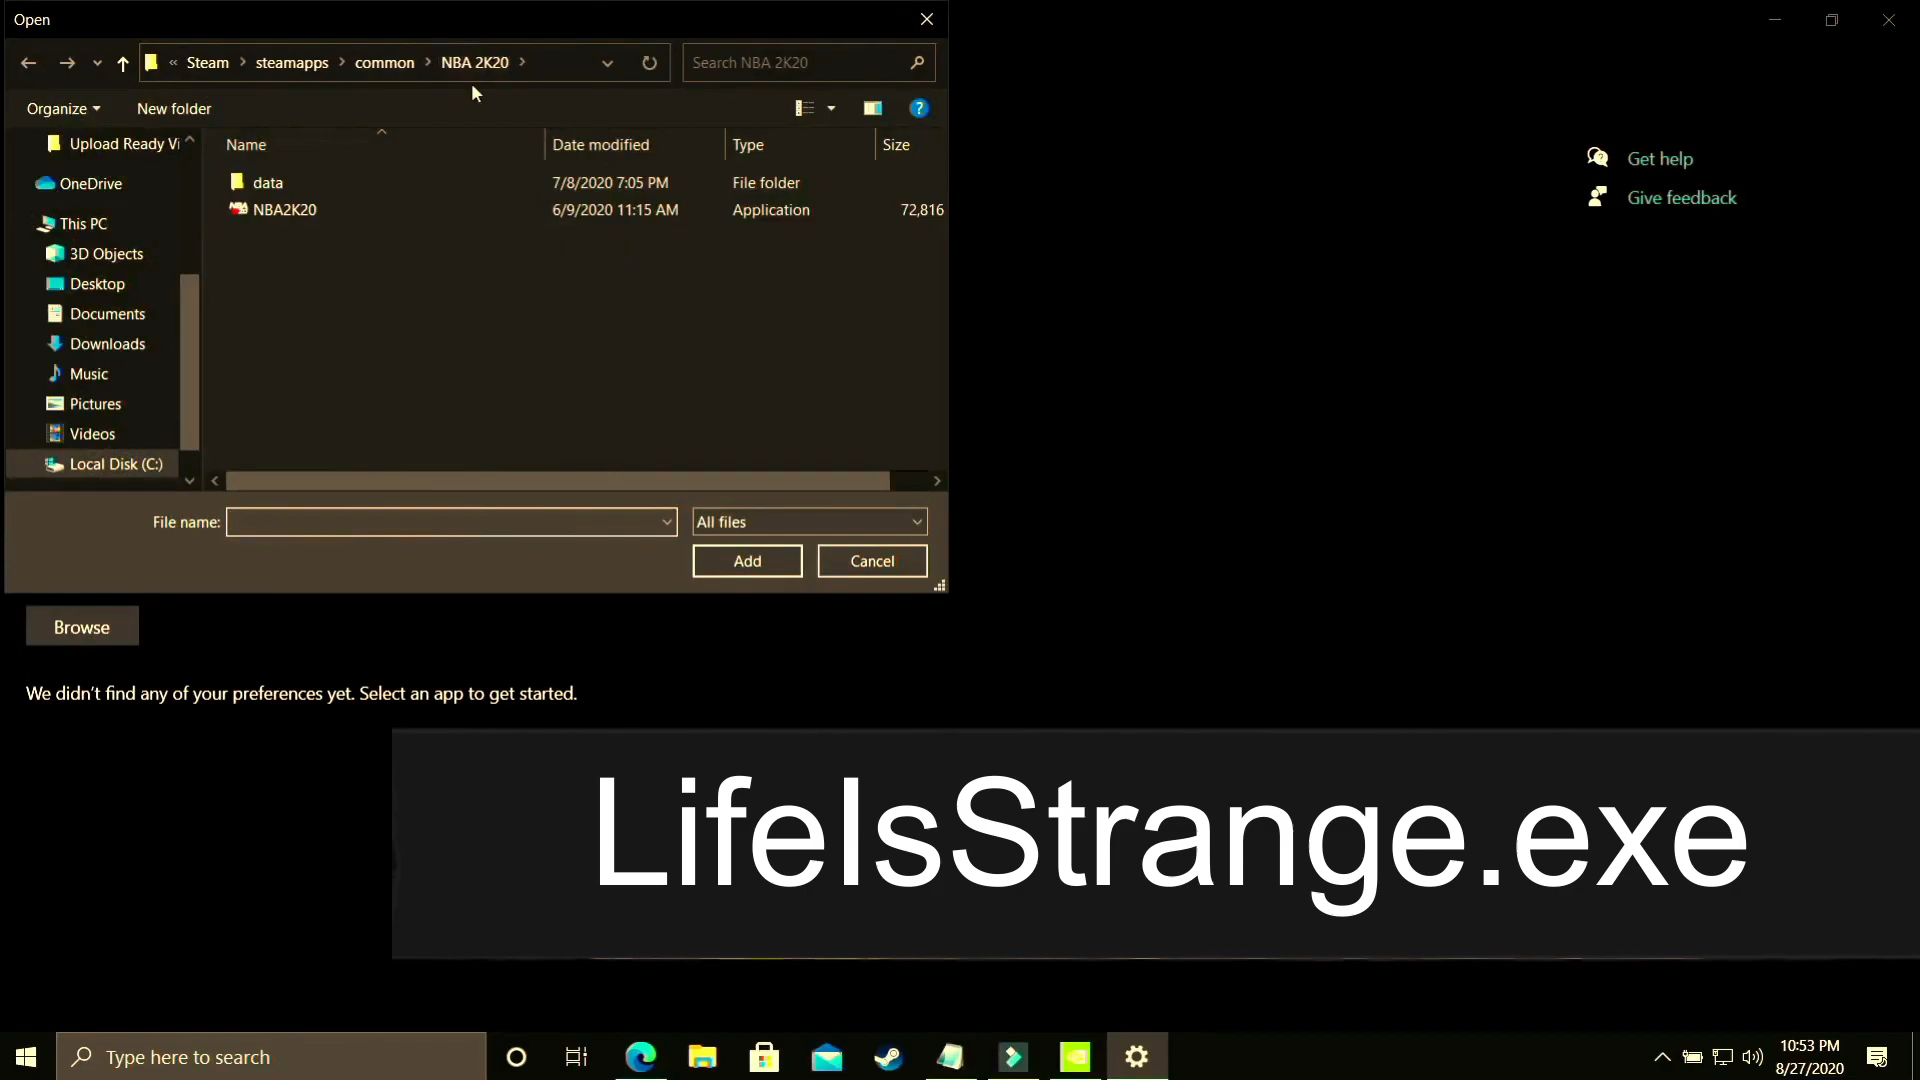 Open
« Steam > steamapps > common > NBA 2K20 >
Search NBA 2K20
Organize
New folder
Name
Date modified
Type
Size
Upload Ready Vi
OneDrive
This PC
3D Objects
Desktop
Documents
Downloads
Music
Pictures
Videos
Local Disk (C:)
data 7/8/2020 7:05 PM File folder
NBA2K20 6/9/2020 11:15 AM Application 72,816
File name:
All files
Add
Cancel
Get help
Give feedback
Browse
We didn't find any of your preferences yet. Select an app to get started.
LifeIsStrange.exe
Type here to search
10:53 PM
8/27/2020